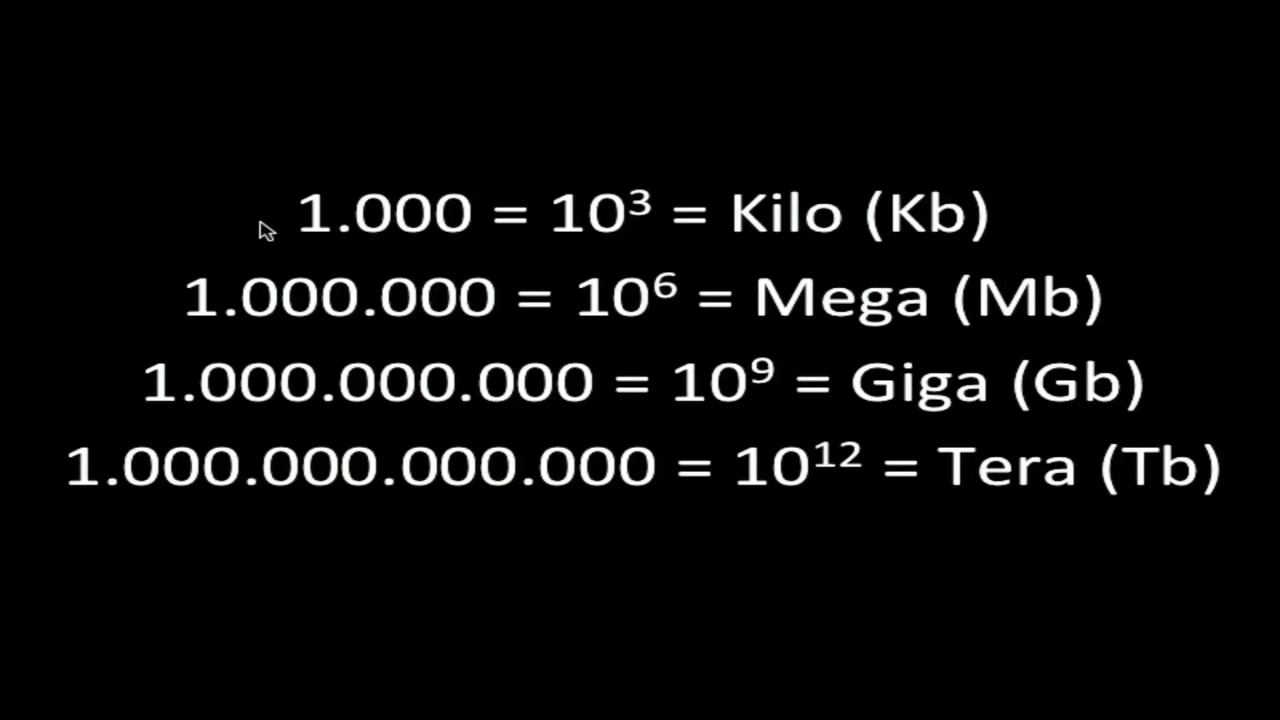 1.000 = 10³ = Kilo (Kb)
1.000.000 = 10⁶ = Mega (Mb)
1.000.000.000 = 10⁹ = Giga (Gb)
1.000.000.000.000 = 10¹² = Tera (Tb)